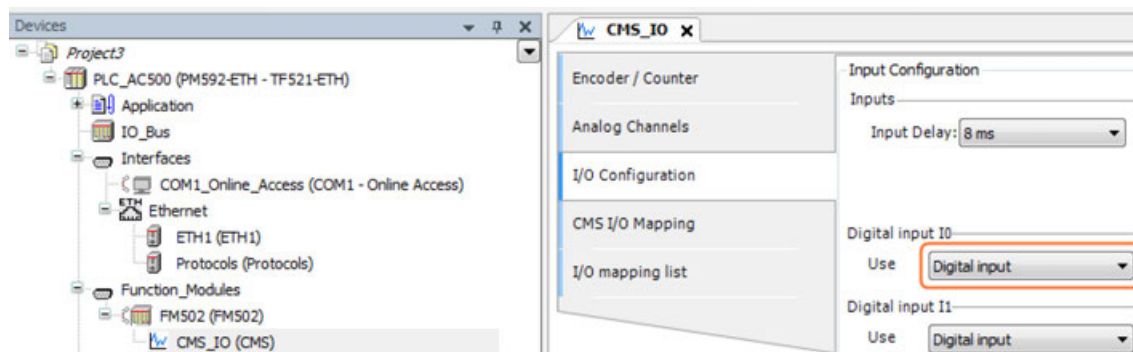 Devices
Project3
PLC_AC500 (PM592-ETH - TF521-ETH)
Application
IO_Bus
Interfaces
COM1_Online_Access (COM1 - Online Access)
ETH
Ethernet
ETH1 (ETH1)
Protocols (Protocols)
Function_Modules
FM502 (FM502)
CMS_IO (CMS)
CMS_IO X
Encoder / Counter
Analog Channels
I/O Configuration
CMS I/O Mapping
I/O mapping list
Input Configuration
Inputs
Input Delay: 8 ms
Digital input I0
Use Digital input
Digital input I1
Use Digital input